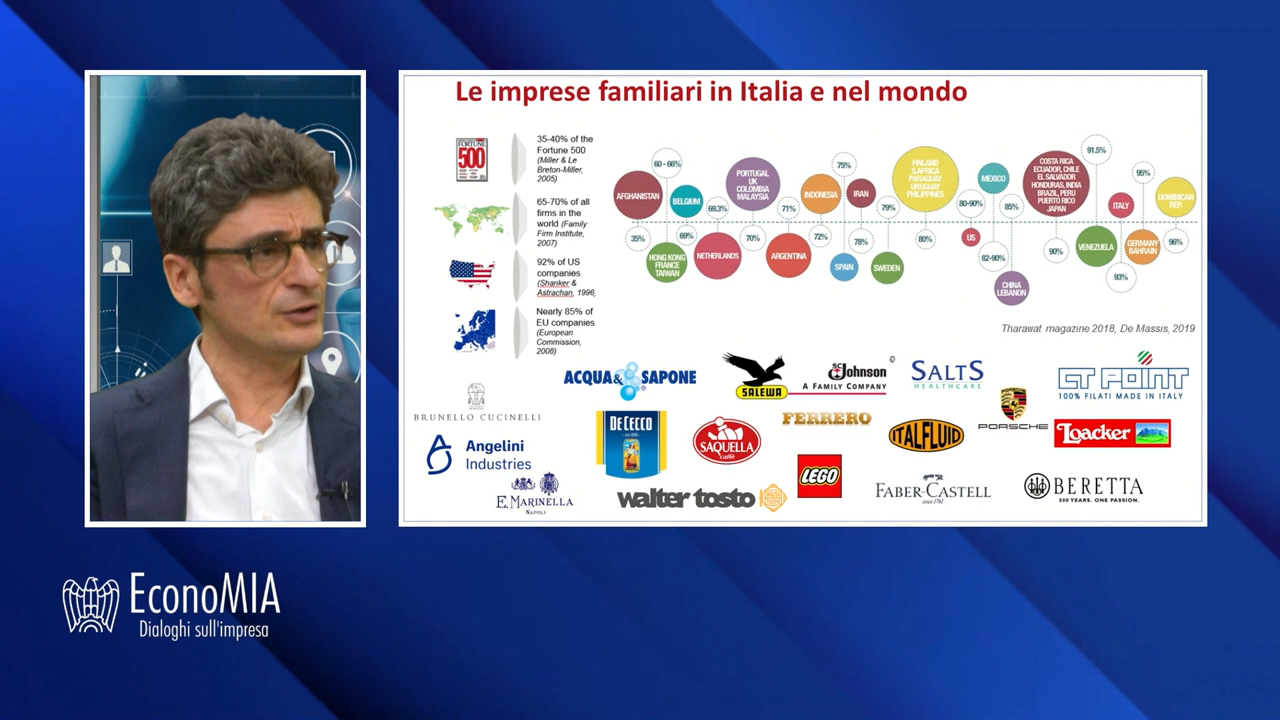 Le imprese familiari in Italia e nel mondo
FORTUNE
500
35-40% of the
Fortune 500
(Miller & Le
Breton-Miller,
2005)
65-70% of all
firms in the
world (Family
Firm Institute,
2007)
92% of US
companies
(Shanker &
Astrachan, 1996,
Nearly 85% of
EU companies
(European
Commission,
2008)
AFGHANISTAN
35%
60 - 66%
HONG KONG
FRANCE
TAIWAN
BELGIUM
69%
69.3%
NETHERLANDS
PORTUGAL
UK
COLOMBIA
MALAYSIA
70%
71%
ARGENTINA
INDONESIA
72%
75%
SPAIN
IRAN
78%
79%
SWEDEN
FINLAND
S.AFRICA
PARAGUAY
URUGUAY
PHILIPPINES
80%
80-90%
US
MEXICO
82-90%
85%
CHINA
LEBANON
COSTA RICA
ECUADOR, CHILE
EL SALVADOR
HONDURAS, INDIA
BRAZIL, PERU
PUERTO RICO
JAPAN
90%
91.5%
VENEZUELA
ITALY
93%
95%
GERMANY
BAHRAIN
DOMINICAN
REP.
96%
Tharawat magazine 2018, De Massis, 2019
BRUNELLO CUCINELLI
ACQUA & SAPONE
SALEWA
SC Johnson
A FAMILY COMPANY
SALTS
HEALTHCARE
PORSCHE
GT POINT
100% FILATI MADE IN ITALY
Angelini
Industries
DE CECCO
SAQUELLA
caffè
FERRERO
ITALFLUID
Loacker
E. MARINELLA
NAPOLI
walter tosto
LEGO
FABER-CASTELL
since 1761
BERETTA
500 YEARS. ONE PASSION.
EconoMIA
Dialoghi sull'impresa